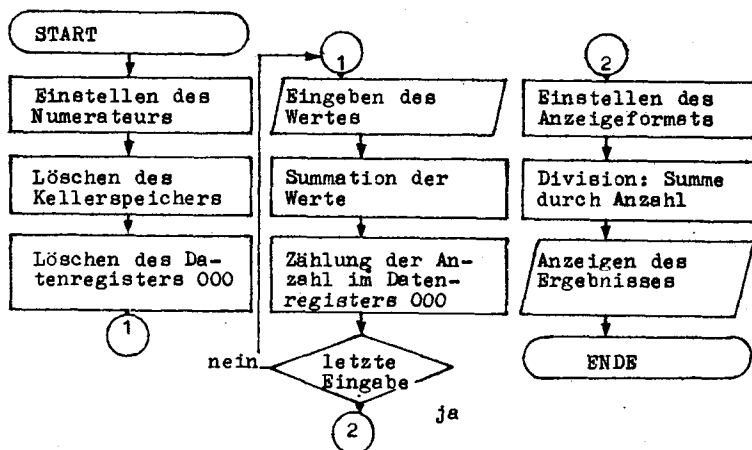 START
Einstellen des
Numerateurs
Löschen des
Kellerspeichers
Löschen des Da-
tenregisters 000
1
1
Eingeben des
Wertes
Summation der
Werte
Zählung der An-
zahl im Daten-
registers 000
nein
letzte
Eingabe
ja
2
2
Einstellen des
Anzeigeformats
Division: Summe
durch Anzahl
Anzeigen des
Ergebnisses
ENDE